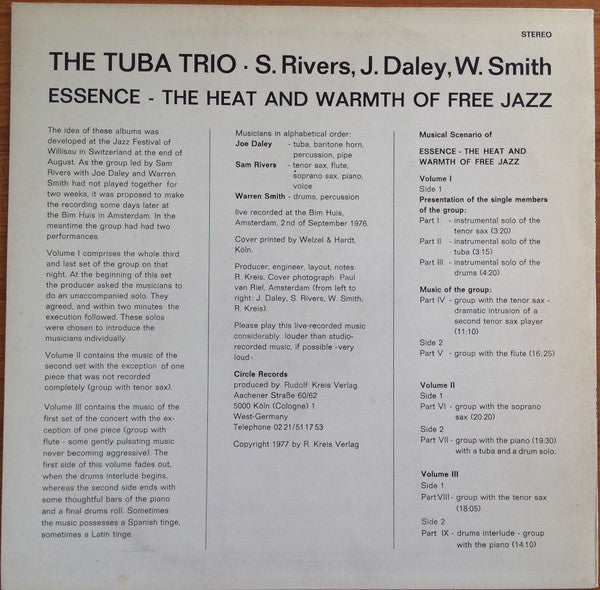 STEREO
THE TUBA TRIO · S. Rivers, J. Daley, W. Smith
ESSENCE - THE HEAT AND WARMTH OF FREE JAZZ
The idea of these albums was
developed at the Jazz Festival of
Willisau in Switzerland at the end of
August. As the group led by Sam
Rivers with Joe Daley and Warren
Smith had not played together for
two weeks, it was proposed to make
the recording some days later at
the Bim Huis in Amsterdam. In the
meantime the group had had two
performances.
Volume I comprises the whole third
and last set of the group on that
night. At the beginning of this set
the producer asked the musicians to
do an unaccompanied solo. They
agreed, and within two minutes the
execution followed. These solos
were chosen to introduce the
musicians individually.
Volume II contains the music of the
second set with the exception of one
piece that was not recorded
completely (group with tenor sax).
Volume III contains the music of the
first set of the concert with the ex-
ception of one piece (group with
flute - some gently pulsating music
never becoming aggressive). The
first side of this volume fades out,
when the drums interlude begins,
whereas the second side ends with
some thoughtful bars of the piano
and a final drums roll. Sometimes
the music possesses a Spanish tinge,
sometimes a Latin tinge.
Musicians in alphabetical order:
Joe Daley - tuba, baritone horn,
percussion, pipe
Sam Rivers - tenor sax, flute,
soprano sax, piano,
voice
Warren Smith - drums, percussion
live recorded at the Bim Huis,
Amsterdam, 2nd of September 1976.
Cover printed by Welzel & Hardt,
Köln.
Producer, engineer, layout, notes:
R. Kreis. Cover photograph: Paul
van Riel, Amsterdam (from left to
right: J. Daley, S. Rivers, W. Smith,
R. Kreis).
Please play this live-recorded music
considerably louder than studio-
recorded music; if possible -very
loud-
Circle Records
produced by Rudolf Kreis Verlag
Aachener Straße 60/62
5000 Köln (Cologne) 1
West-Germany
Telephone 02 21/51 17 53
Copyright 1977 by R. Kreis Verlag
Musical Scenario of
ESSENCE - THE HEAT AND
WARMTH OF FREE JAZZ
Volume I
Side 1
Presentation of the single members
of the group:
Part I - instrumental solo of the
tenor sax (3:20)
Part II - instrumental solo of the
tuba (3:15)
Part III - instrumental solo of the
drums (4:20)
Music of the group:
Part IV - group with the tenor sax -
dramatic intrusion of a
second tenor sax player
(11:10)
Side 2
Part V - group with the flute (16:25)
Volume II
Side 1
Part VI - group with the soprano
sax (20:20)
Side 2
Part VII - group with the piano (19:30)
with a tuba and a drum solo.
Volume III
Side 1
Part VIII - group with the tenor sax
(18:05)
Side 2
Part IX - drums interlude - group
with the piano (14:10)